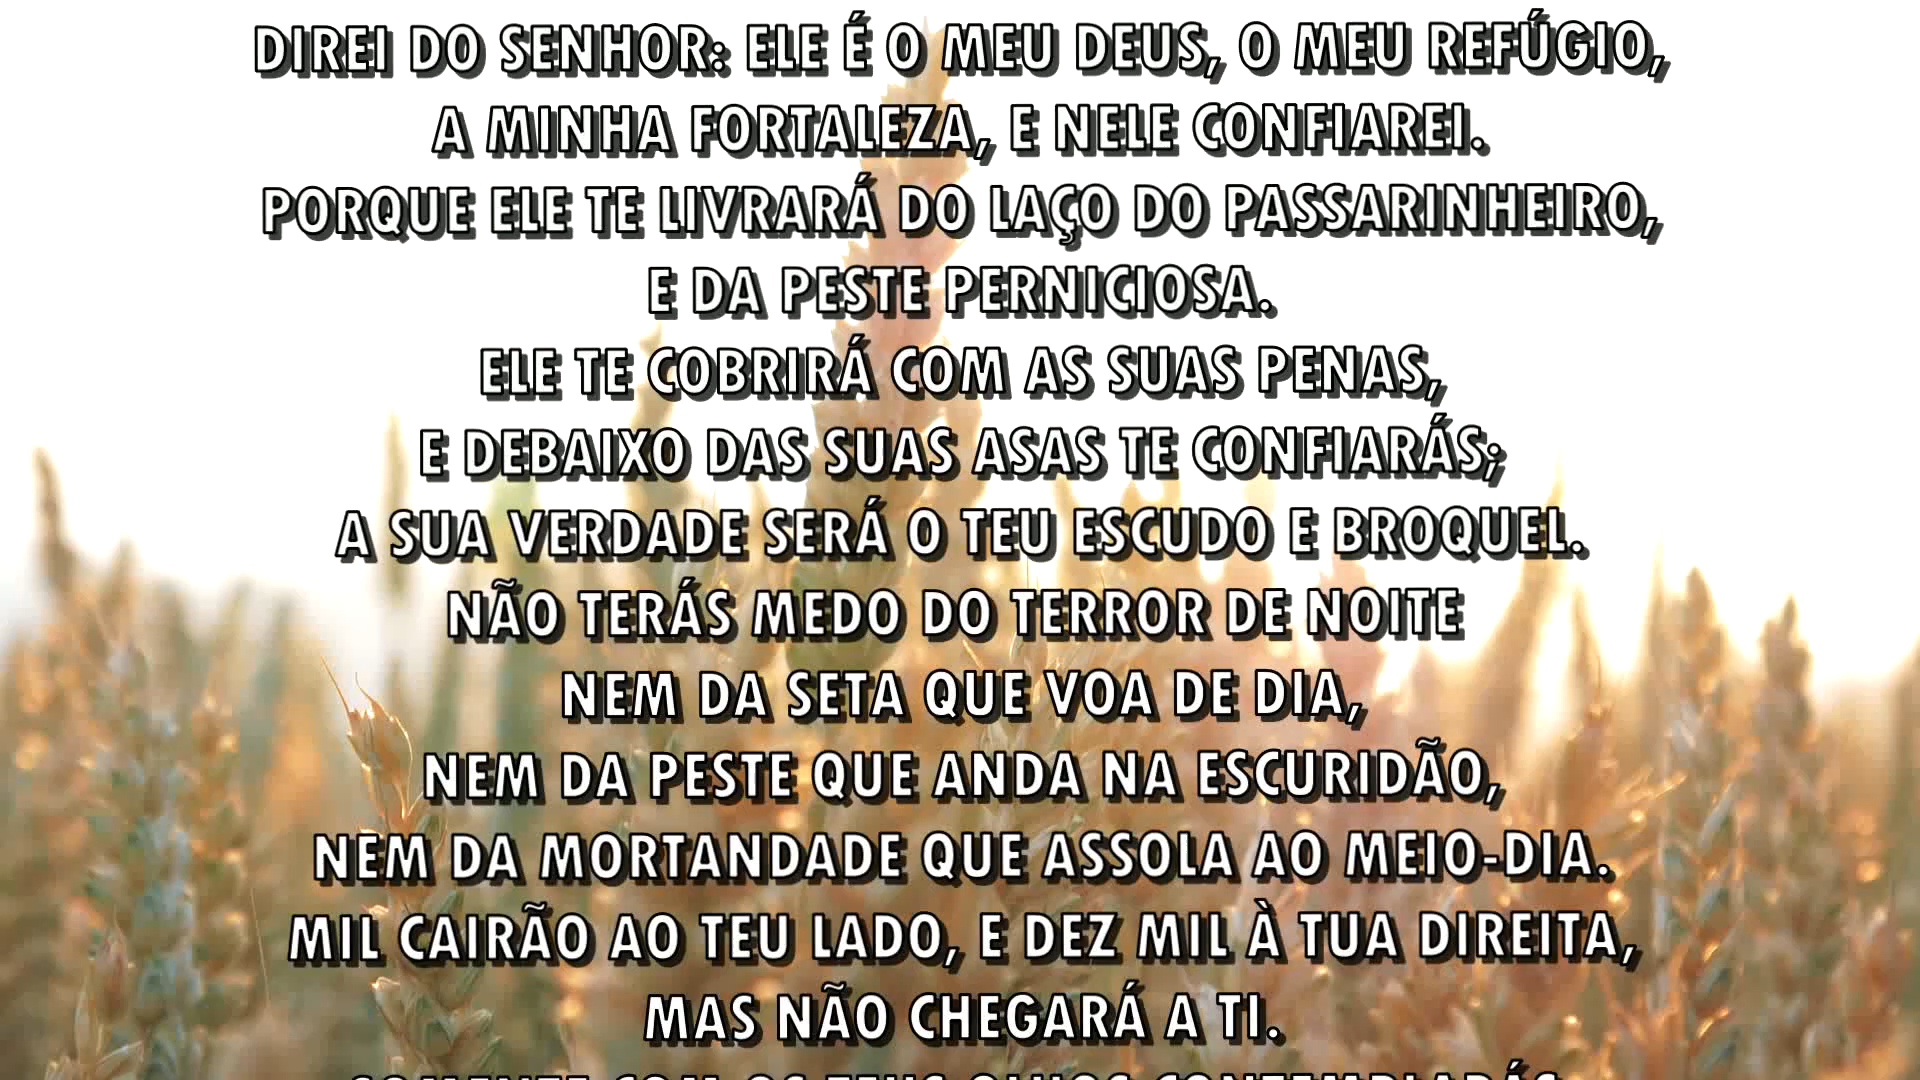 DIREI DO SENHOR: ELE É O MEU DEUS, O MEU REFÚGIO,
A MINHA FORTALEZA, E NELE CONFIAREI.
PORQUE ELE TE LIVRARÁ DO LAÇO DO PASSARINHEIRO,
E DA PESTE PERNICIOSA.
ELE TE COBRIRÁ COM AS SUAS PENAS,
E DEBAIXO DAS SUAS ASAS TE CONFIARÁS;
A SUA VERDADE SERÁ O TEU ESCUDO E BROQUEL.
NÃO TERÁS MEDO DO TERROR DE NOITE
NEM DA SETA QUE VOA DE DIA,
NEM DA PESTE QUE ANDA NA ESCURIDÃO,
NEM DA MORTANDADE QUE ASSOLA AO MEIO-DIA.
MIL CAIRÃO AO TEU LADO, E DEZ MIL À TUA DIREITA,
MAS NÃO CHEGARÁ A TI.